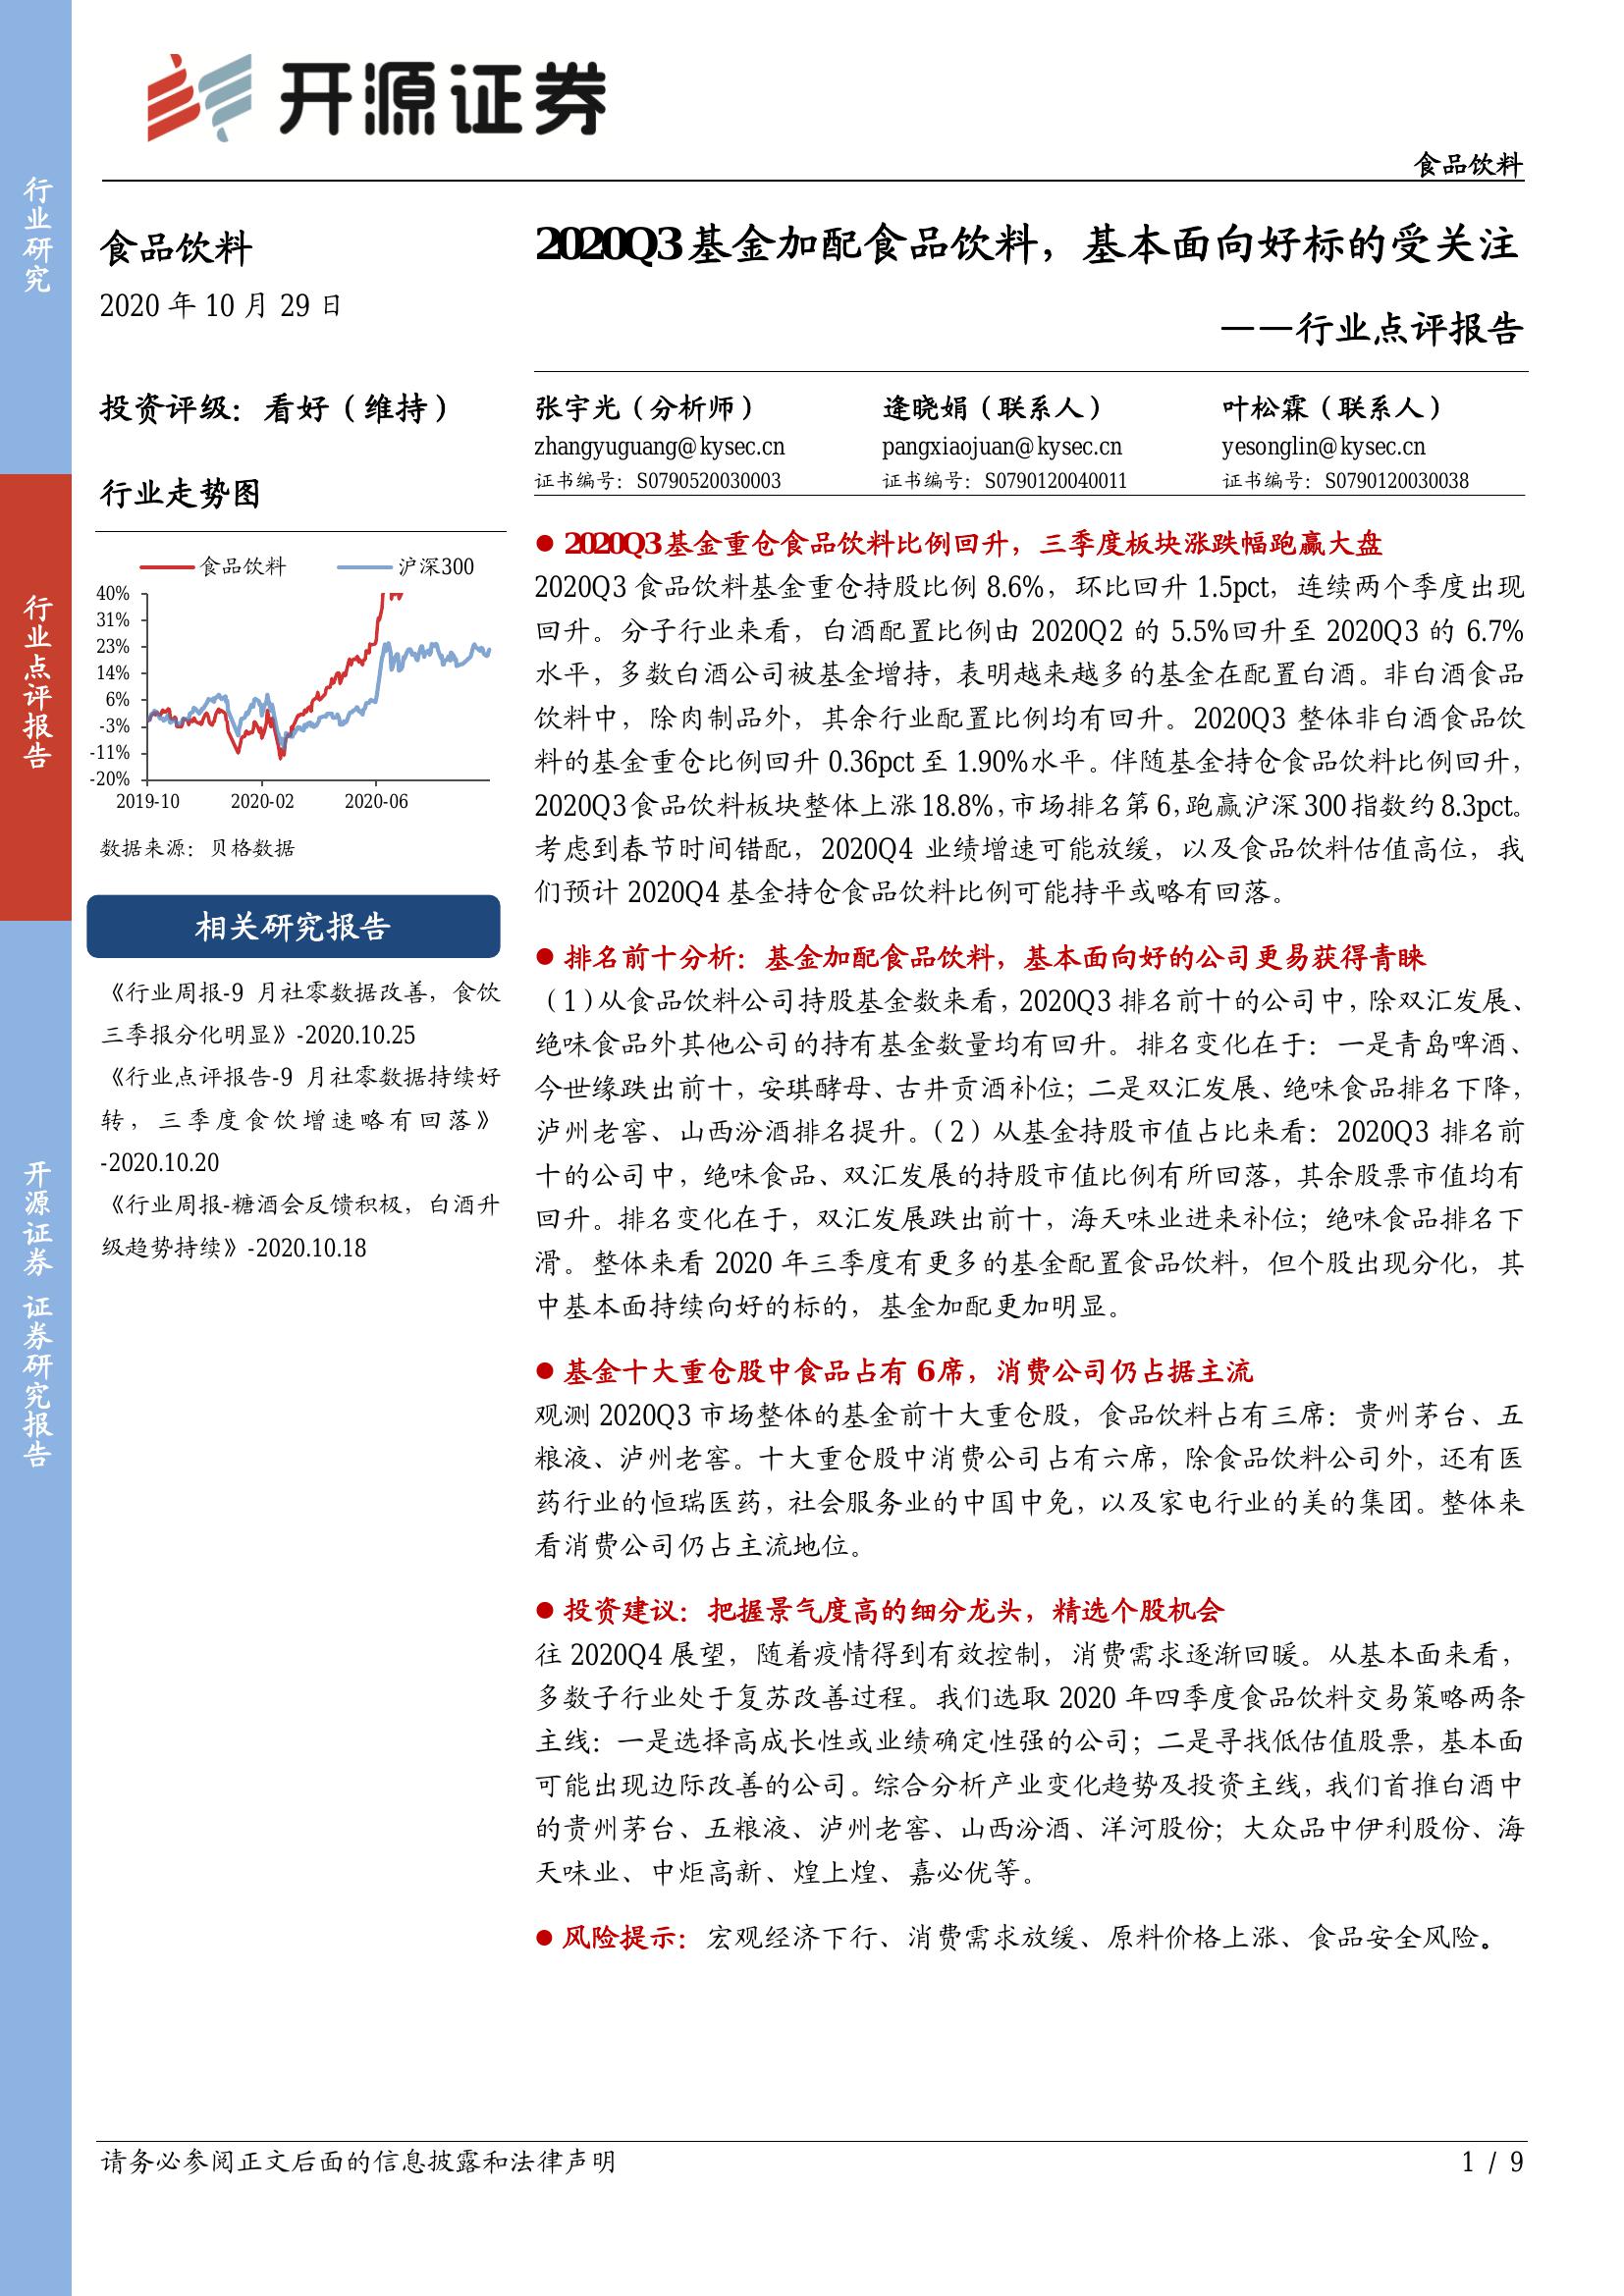 开源证券
食品饮料
行业研究
行业点评报告
开源证券 证券研究报告
食品饮料
2020 年 10 月 29 日
投资评级：看好（维持）
行业走势图
食品饮料 沪深300
40%
31%
23%
14%
6%
-3%
-11%
-20%
2019-10 2020-02 2020-06
数据来源：贝格数据
相关研究报告
《行业周报-9 月社零数据改善，食饮
三季报分化明显》-2020.10.25
《行业点评报告-9 月社零数据持续好
转，三季度食饮增速略有回落》
-2020.10.20
《行业周报-糖酒会反馈积极，白酒升
级趋势持续》-2020.10.18
2020Q3 基金加配食品饮料，基本面向好标的受关注
——行业点评报告
张宇光（分析师） 逄晓娟（联系人） 叶松霖（联系人）
zhangyuguang@kysec.cn pangxiaojuan@kysec.cn yesonglin@kysec.cn
证书编号：S0790520030003 证书编号：S0790120040011 证书编号：S0790120030038
● 2020Q3 基金重仓食品饮料比例回升，三季度板块涨跌幅跑赢大盘
2020Q3 食品饮料基金重仓持股比例 8.6%，环比回升 1.5pct，连续两个季度出现
回升。分子行业来看，白酒配置比例由 2020Q2 的 5.5%回升至 2020Q3 的 6.7%
水平，多数白酒公司被基金增持，表明越来越多的基金在配置白酒。非白酒食品
饮料中，除肉制品外，其余行业配置比例均有回升。2020Q3 整体非白酒食品饮
料的基金重仓比例回升 0.36pct 至 1.90%水平。伴随基金持仓食品饮料比例回升，
2020Q3 食品饮料板块整体上涨 18.8%，市场排名第 6，跑赢沪深 300 指数约 8.3pct。
考虑到春节时间错配，2020Q4 业绩增速可能放缓，以及食品饮料估值高位，我
们预计 2020Q4 基金持仓食品饮料比例可能持平或略有回落。
● 排名前十分析：基金加配食品饮料，基本面向好的公司更易获得青睐
（1）从食品饮料公司持股基金数来看，2020Q3 排名前十的公司中，除双汇发展、
绝味食品外其他公司的持有基金数量均有回升。排名变化在于：一是青岛啤酒、
今世缘跌出前十，安琪酵母、古井贡酒补位；二是双汇发展、绝味食品排名下降，
泸州老窖、山西汾酒排名提升。（2）从基金持股市值占比来看：2020Q3 排名前
十的公司中，绝味食品、双汇发展的持股市值比例有所回落，其余股票市值均有
回升。排名变化在于，双汇发展跌出前十，海天味业进来补位；绝味食品排名下
滑。整体来看 2020 年三季度有更多的基金配置食品饮料，但个股出现分化，其
中基本面持续向好的标的，基金加配更加明显。
● 基金十大重仓股中食品占有 6 席，消费公司仍占据主流
观测 2020Q3 市场整体的基金前十大重仓股，食品饮料占有三席：贵州茅台、五
粮液、泸州老窖。十大重仓股中消费公司占有六席，除食品饮料公司外，还有医
药行业的恒瑞医药，社会服务业的中国中免，以及家电行业的美的集团。整体来
看消费公司仍占主流地位。
● 投资建议：把握景气度高的细分龙头，精选个股机会
往 2020Q4 展望，随着疫情得到有效控制，消费需求逐渐回暖。从基本面来看，
多数子行业处于复苏改善过程。我们选取 2020 年四季度食品饮料交易策略两条
主线：一是选择高成长性或业绩确定性强的公司；二是寻找低估值股票，基本面
可能出现边际改善的公司。综合分析产业变化趋势及投资主线，我们首推白酒中
的贵州茅台、五粮液、泸州老窖、山西汾酒、洋河股份；大众品中伊利股份、海
天味业、中炬高新、煌上煌、嘉必优等。
● 风险提示：宏观经济下行、消费需求放缓、原料价格上涨、食品安全风险。
请务必参阅正文后面的信息披露和法律声明 1 / 9